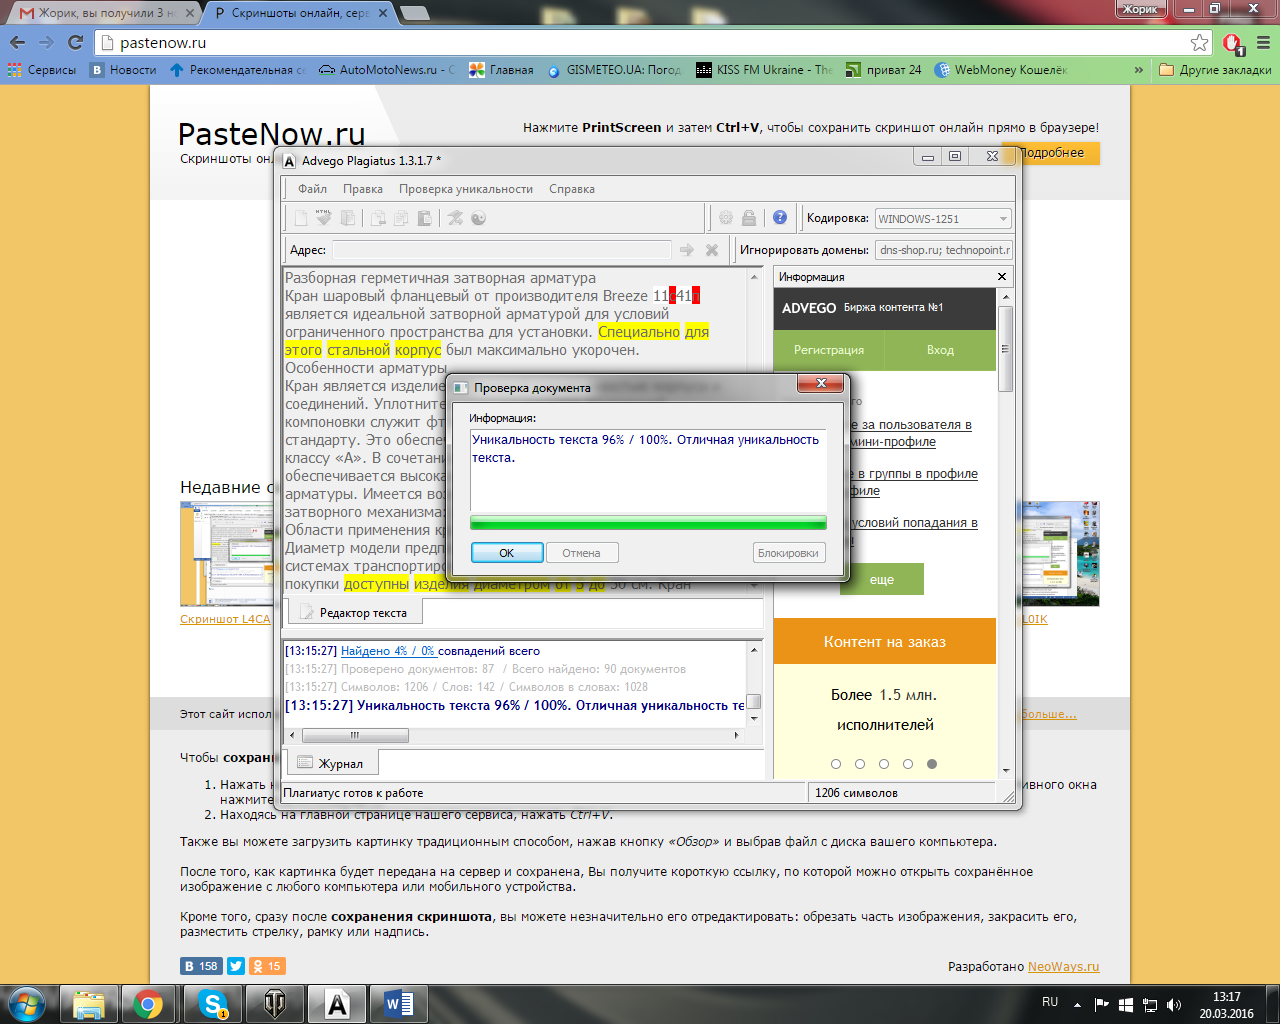 Жорик, вы получили 3 н
Скриншоты онлайн, серв
Жорик
pastenow.ru
1
Сервисы
Новости
Рекомендательная с
AutoMotoNews.ru - С
Главная
GISMETEO.UA: Погод
KISS FM Ukraine - The
приват 24
WebMoney Кошелёк
»
Другие закладки
PasteNow.ru
Скриншоты онл
Нажмите PrintScreen и затем Ctrl+V, чтобы сохранить скриншот онлайн прямо в браузере!
Подробнее
Advego Plagiatus 1.3.1.7 *
Файл Правка Проверка уникальности Справка
Кодировка: WINDOWS-1251
Адрес:
Игнорировать домены: dns-shop.ru; technopoint.r
Разборная герметичная затворная арматура
Кран шаровый фланцевый от производителя Breeze 11с41п
является идеальной затворной арматурой для условий
ограниченного пространства для установки. Специально для
этого стальной корпус был максимально укорочен.
Особенности арматуры
Кран является изделие
соединений. Уплотните
компоновки служит фт
стандарту. Это обеспеч
классу «А». В сочетани
обеспечивается высока
арматуры. Имеется воз
затворного механизма:
Области применения кр
Диаметр модели предп
системах транспортиро
покупки доступны изделия диаметром от 5 до 50 см. Кран
Редактор текста
Информация
ADVEGO Биржа контента №1
Регистрация Вход
го
е за пользователя в
мини-профиле
е в группы в профиле
филе
условий попадания в
еще
Контент на заказ
Более 1.5 млн.
исполнителей
Проверка документа
Информация:
Уникальность текста 96% / 100%. Отличная уникальность
текста.
OK
Отмена
Блокировки
[13:15:27] Найдено 4% / 0% совпадений всего
[13:15:27] Проверено документов: 87 / Всего найдено: 90 документов
[13:15:27] Символов: 1206 / Слов: 142 / Символов в словах: 1028
[13:15:27] Уникальность текста 96% / 100%. Отличная уникальность те
Журнал
Плагиатус готов к работе
1206 символов
Недавние с
Скриншот L4CA
L0IK
Этот сайт испол
больше...
Чтобы сохран
1. Нажать к
ивного окна
нажмите
2. Находясь на главной странице нашего сервиса, нажать Ctrl+V.
Также вы можете загрузить картинку традиционным способом, нажав кнопку «Обзор» и выбрав файл с диска вашего компьютера.
После того, как картинка будет передана на сервер и сохранена, Вы получите короткую ссылку, по которой можно открыть сохранённое
изображение с любого компьютера или мобильного устройства.
Кроме того, сразу после сохранения скриншота, вы можете незначительно его отредактировать: обрезать часть изображения, закрасить его,
разместить стрелку, рамку или надпись.
158
15
Разработано NeoWays.ru
RU
13:17
20.03.2016